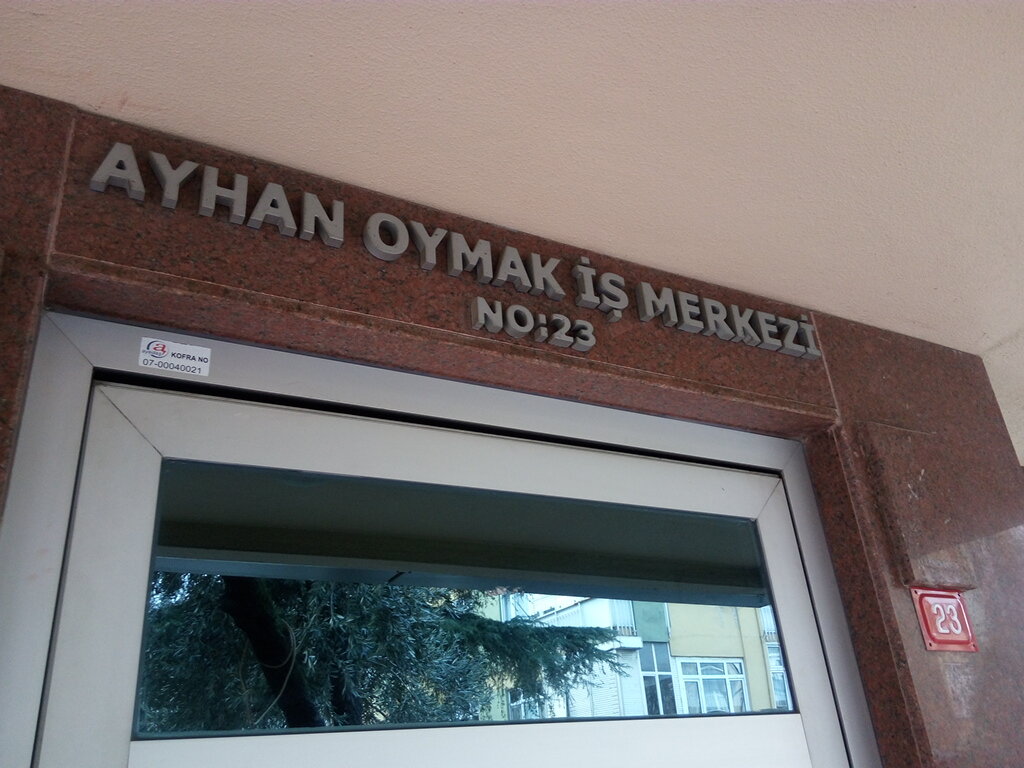 AYHAN OYMAK İŞ MERKEZİ
NO:23
KOFRA NO
07-00040021
23